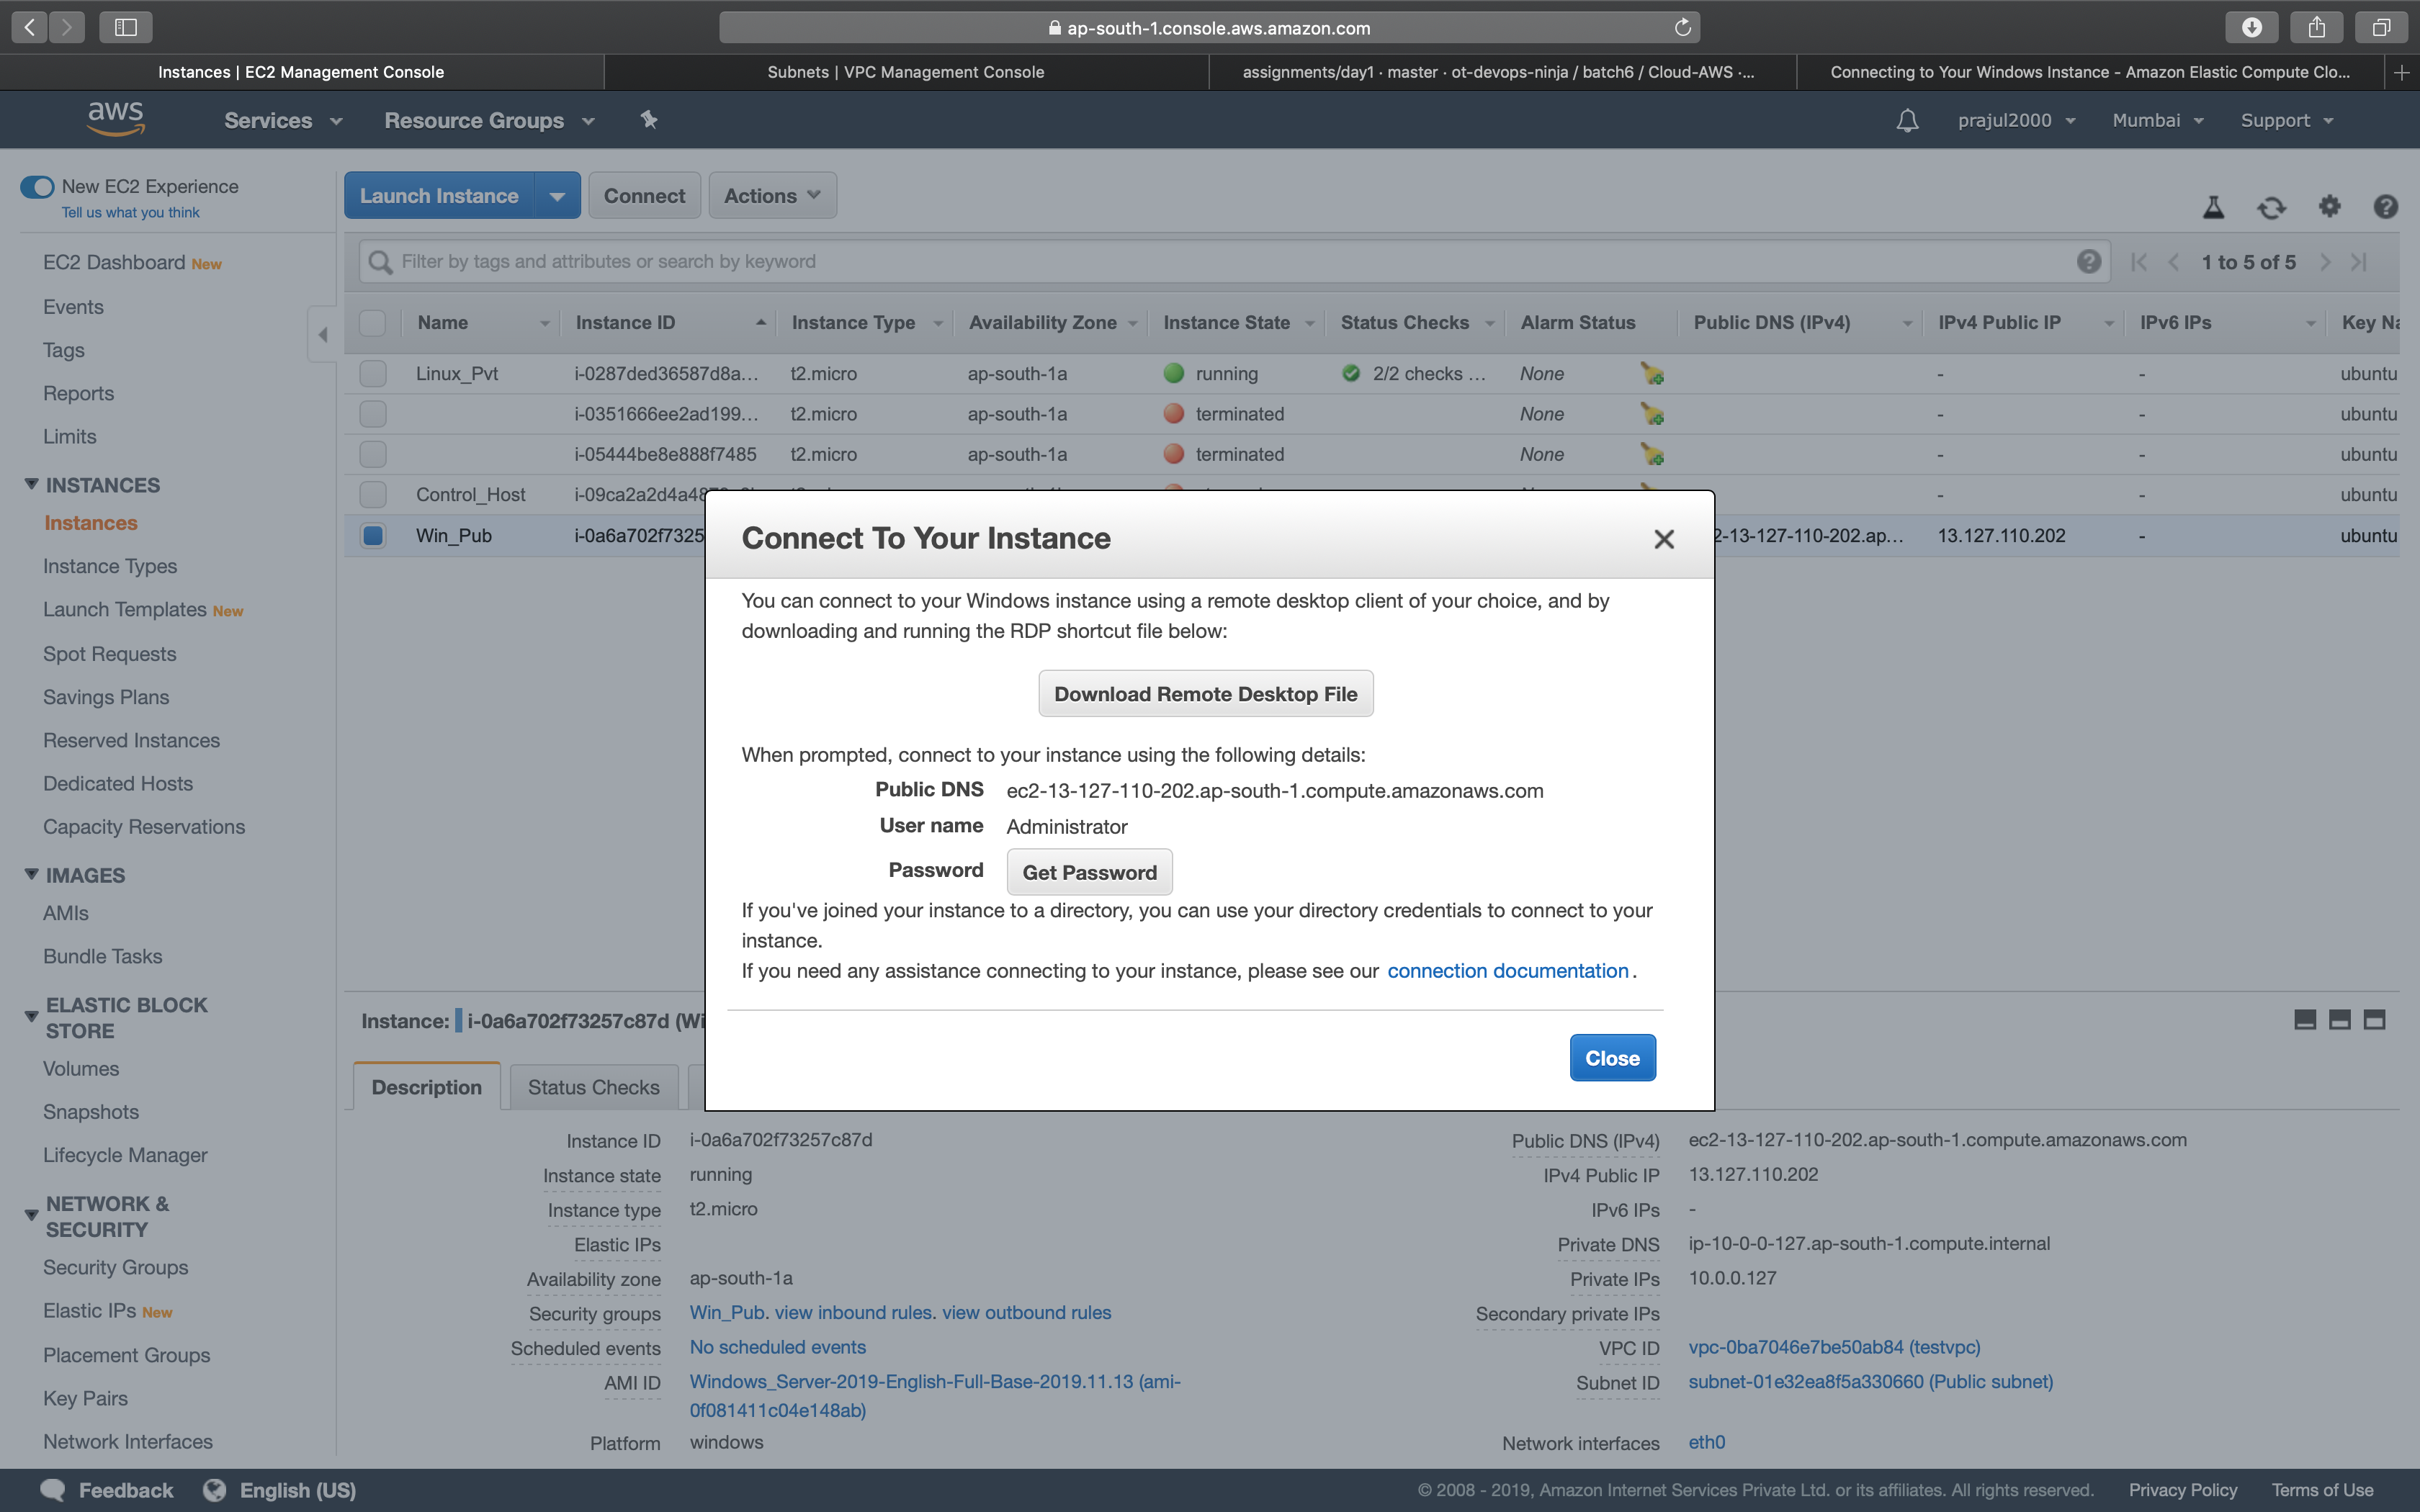 ap-south-1.console.aws.amazon.com
Instances | EC2 Management Console
Subnets | VPC Management Console
assignments/day1 · master · ot-devops-ninja / batch6 / Cloud-AWS ·...
Connecting to Your Windows Instance - Amazon Elastic Compute Clo...
aws
Services
Resource Groups
prajul2000
Mumbai
Support
New EC2 Experience
Tell us what you think
EC2 Dashboard New
Events
Tags
Reports
Limits
INSTANCES
Instances
Instance Types
Launch Templates New
Spot Requests
Savings Plans
Reserved Instances
Dedicated Hosts
Capacity Reservations
IMAGES
AMIs
Bundle Tasks
ELASTIC BLOCK
STORE
Volumes
Snapshots
Lifecycle Manager
NETWORK &
SECURITY
Security Groups
Elastic IPs New
Placement Groups
Key Pairs
Network Interfaces
Launch Instance
Connect
Actions
Filter by tags and attributes or search by keyword
1 to 5 of 5
Name Instance ID Instance Type Availability Zone Instance State Status Checks Alarm Status Public DNS (IPv4) IPv4 Public IP IPv6 IPs Key Na
Linux_Pvt i-0287ded36587d8a... t2.micro ap-south-1a running 2/2 checks ... None - - ubuntu
i-0351666ee2ad199... t2.micro ap-south-1a terminated None - - ubuntu
i-05444be8e888f7485 t2.micro ap-south-1a terminated None - - ubuntu
Control_Host - - ubuntu
Win_Pub i-0a6a702f7325 2-13-127-110-202.ap... 13.127.110.202 - ubuntu
Connect To Your Instance
You can connect to your Windows instance using a remote desktop client of your choice, and by
downloading and running the RDP shortcut file below:
Download Remote Desktop File
When prompted, connect to your instance using the following details:
Public DNS ec2-13-127-110-202.ap-south-1.compute.amazonaws.com
User name Administrator
Password Get Password
If you've joined your instance to a directory, you can use your directory credentials to connect to your
instance.
If you need any assistance connecting to your instance, please see our connection documentation.
Close
Instance: i-0a6a702f73257c87d (Wi
Description
Status Checks
Instance ID i-0a6a702f73257c87d
Instance state running
Instance type t2.micro
Elastic IPs
Availability zone ap-south-1a
Security groups Win_Pub. view inbound rules. view outbound rules
Scheduled events No scheduled events
AMI ID Windows_Server-2019-English-Full-Base-2019.11.13 (ami-
0f081411c04e148ab)
Platform windows
Public DNS (IPv4) ec2-13-127-110-202.ap-south-1.compute.amazonaws.com
IPv4 Public IP 13.127.110.202
IPv6 IPs -
Private DNS ip-10-0-0-127.ap-south-1.compute.internal
Private IPs 10.0.0.127
Secondary private IPs
VPC ID vpc-0ba7046e7be50ab84 (testvpc)
Subnet ID subnet-01e32ea8f5a330660 (Public subnet)
Network interfaces eth0
Feedback
English (US)
© 2008 - 2019, Amazon Internet Services Private Ltd. or its affiliates. All rights reserved.
Privacy Policy
Terms of Use